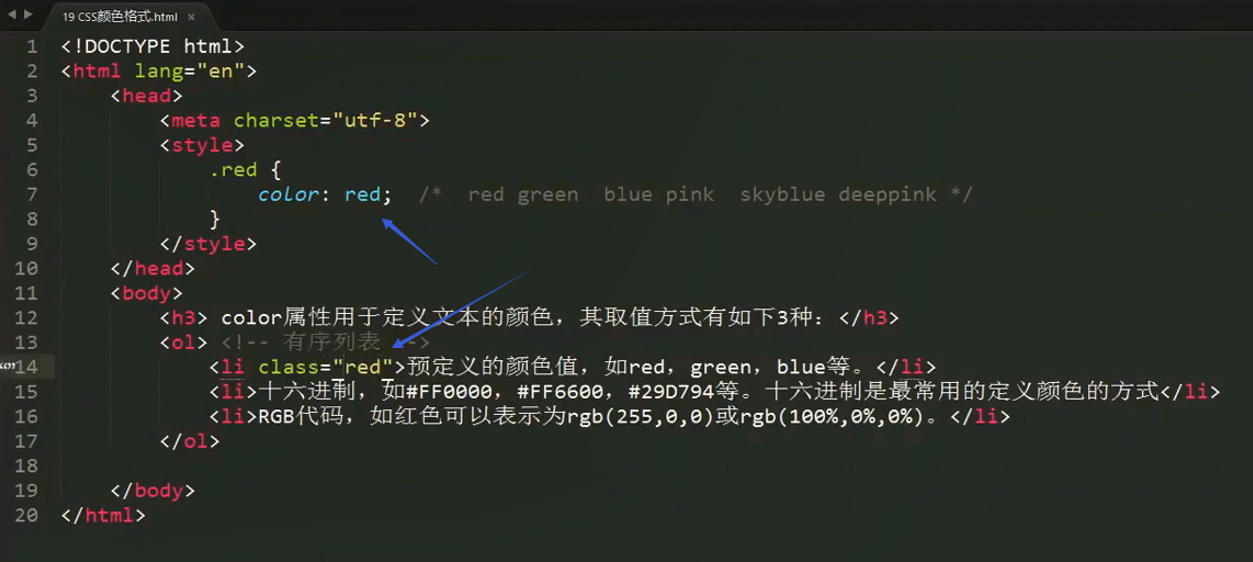 19 CSS颜色格式.html ×
1 <!DOCTYPE html>
2 <html lang="en">
3 <head>
4 <meta charset="utf-8">
5 <style>
6 .red {
7 color: red; /* red green blue pink skyblue deeppink */
8 }
9 </style>
10 </head>
11 <body>
12 <h3> color属性用于定义文本的颜色，其取值方式有如下3种：</h3>
13 <ol> <!-- 有序列表 -->
14 <li class="red">预定义的颜色值，如red，green，blue等。</li>
15 <li>十六进制，如#FF0000，#FF6600，#29D794等。十六进制是最常用的定义颜色的方式</li>
16 <li>RGB代码，如红色可以表示为rgb(255,0,0)或rgb(100%,0%,0%)。</li>
17 </ol>
18
19 </body>
20 </html>